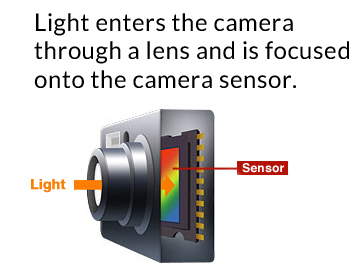 Light enters the camera
through a lens and is focused
onto the camera sensor.
Sensor
Light